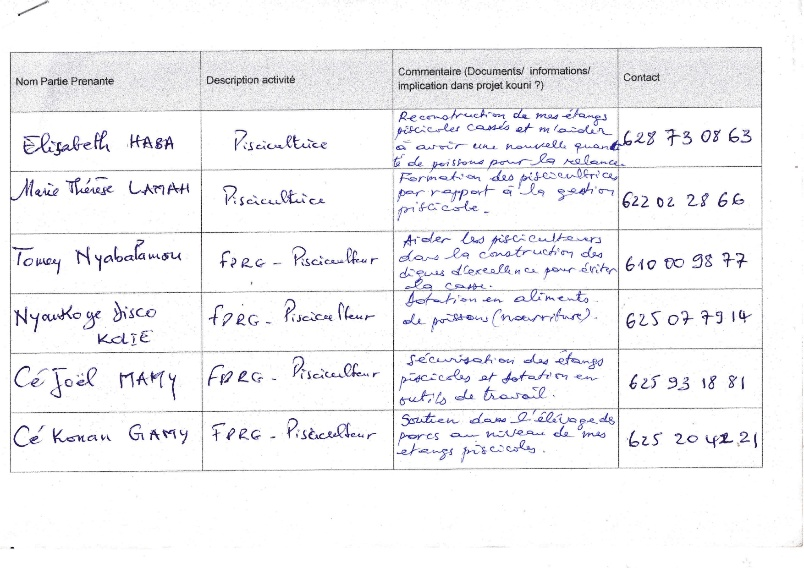 Nom Partie Prenante
Description activité
Commentaire (Documents/ informations/
implication dans projet kouni ?)
Contact
Elisabeth HABA
Piscicultrice
Reconstruction de mes étangs
piscicoles cassés et m'aider
à avoir une nouvelle quant
té de poissons pour la relance
628 73 08 63
Marie Thérèse LAMAH
Piscicultrice
Formation des piscicultrices
par rapport à la gestion
piscicole.
622 02 28 66
Tomey Nyabalamou
FPRG - Pisciculteur
Aider les pisciculteurs
dans la construction des
digues d'excellence pour éviter
la casse.
610 00 98 77
Nyankoye Disco
KOLIE
FPRG - Pisciculteur
Dotation en aliments
de poissons (nourriture).
625 07 79 14
Cé Joël MAMY
FPRG - Pisciculteur
Sécurisation des étangs
piscicoles et dotation en
outils de travail.
625 93 18 81
Cé Konan GAMY
FPRG - Pisciculteur
Soutien dans l'élévage des
porcs au niveau de mes
étangs piscicoles.
625 20 42 21